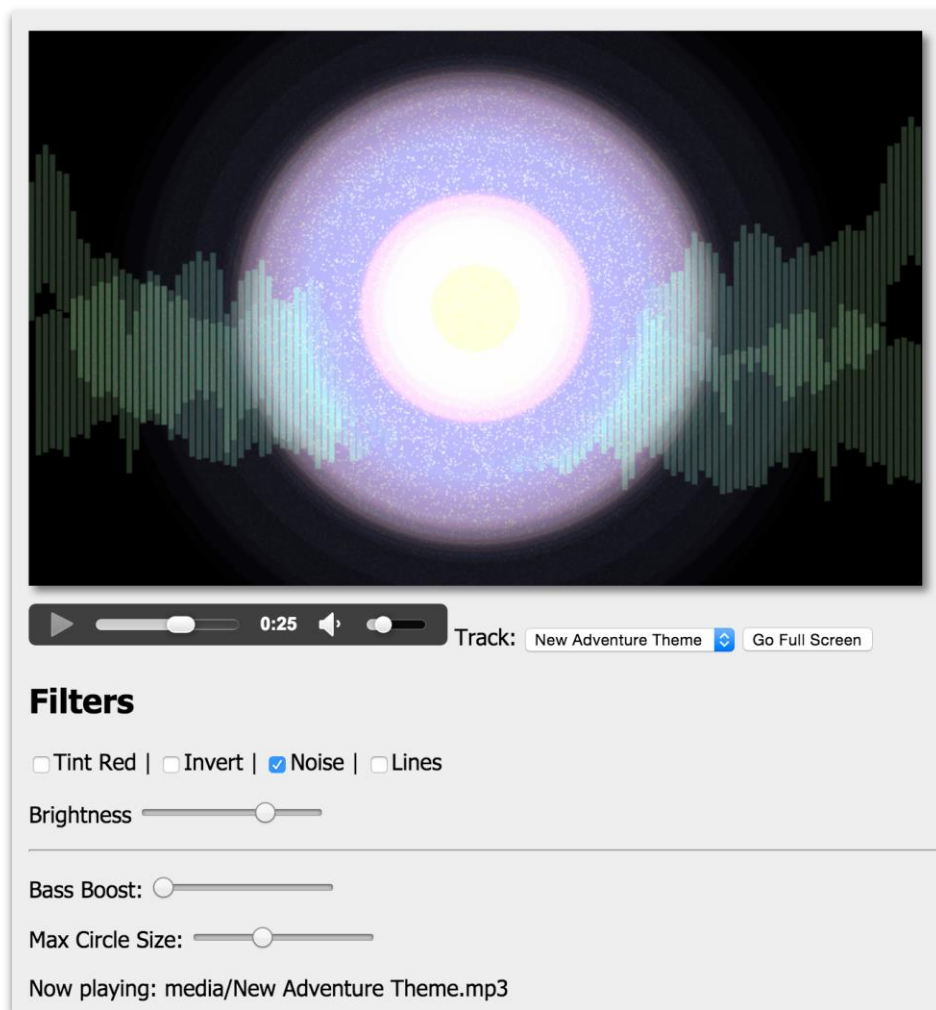 0:25 Track: New Adventure Theme Go Full Screen
Filters
Tint Red | Invert | Noise | Lines
Brightness
Bass Boost:
Max Circle Size:
Now playing: media/New Adventure Theme.mp3